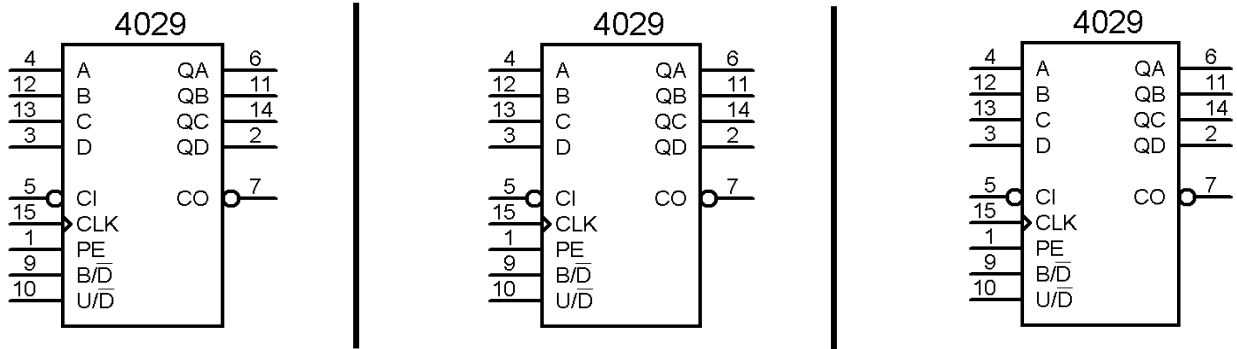 4029 4029 4029
4 A QA 6 4 A QA 6 4 A QA 6
12 B QB 11 12 B QB 11 12 B QB 11
13 C QC 14 13 C QC 14 13 C QC 14
3 D QD 2 3 D QD 2 3 D QD 2
5 CI CO 7 5 CI CO 7 5 CI CO 7
15 CLK 15 CLK 15 CLK
1 PE 1 PE 1 PE
9 B/D̅ 9 B/D̅ 9 B/D̅
10 U/D̅ 10 U/D̅ 10 U/D̅